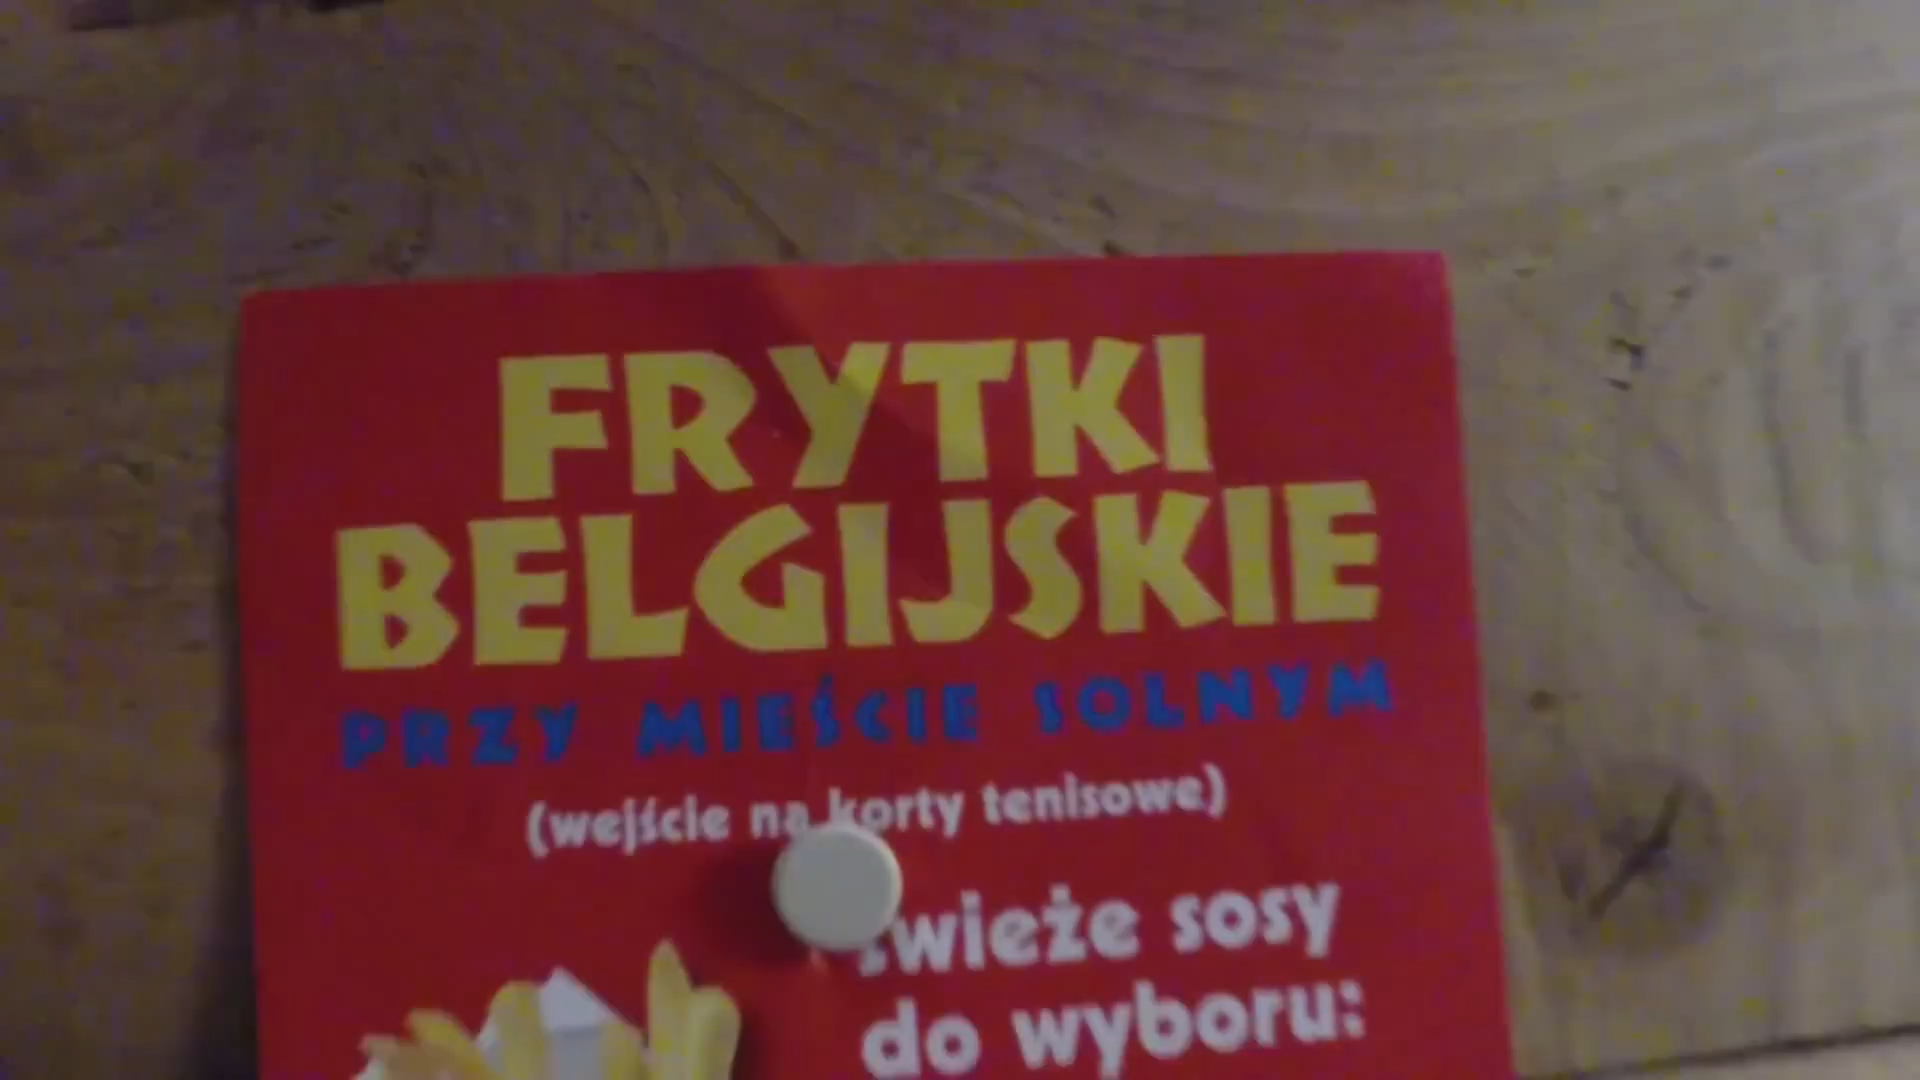 FRYTKI
BELGIJSKIE
PRZY MIEŚCIE SOLNYM
(wejście na korty tenisowe)
świeże sosy
do wyboru: